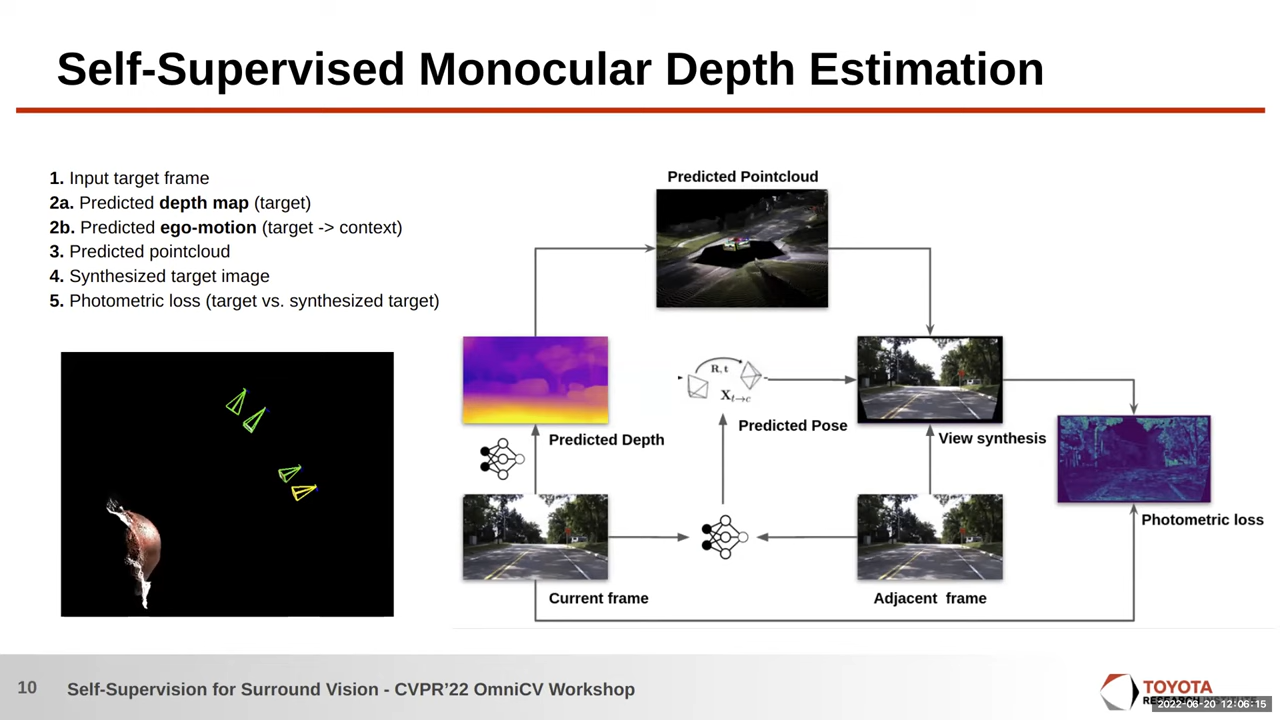 Self-Supervised Monocular Depth Estimation
1. Input target frame
2a. Predicted depth map (target)
2b. Predicted ego-motion (target -> context)
3. Predicted pointcloud
4. Synthesized target image
5. Photometric loss (target vs. synthesized target)
Predicted Pointcloud
R, t
X t→c
Predicted Pose
Predicted Depth
View synthesis
Photometric loss
Current frame
Adjacent frame
10
Self-Supervision for Surround Vision - CVPR’22 OmniCV Workshop
TOYOTA
2022-06-20 12:06:15